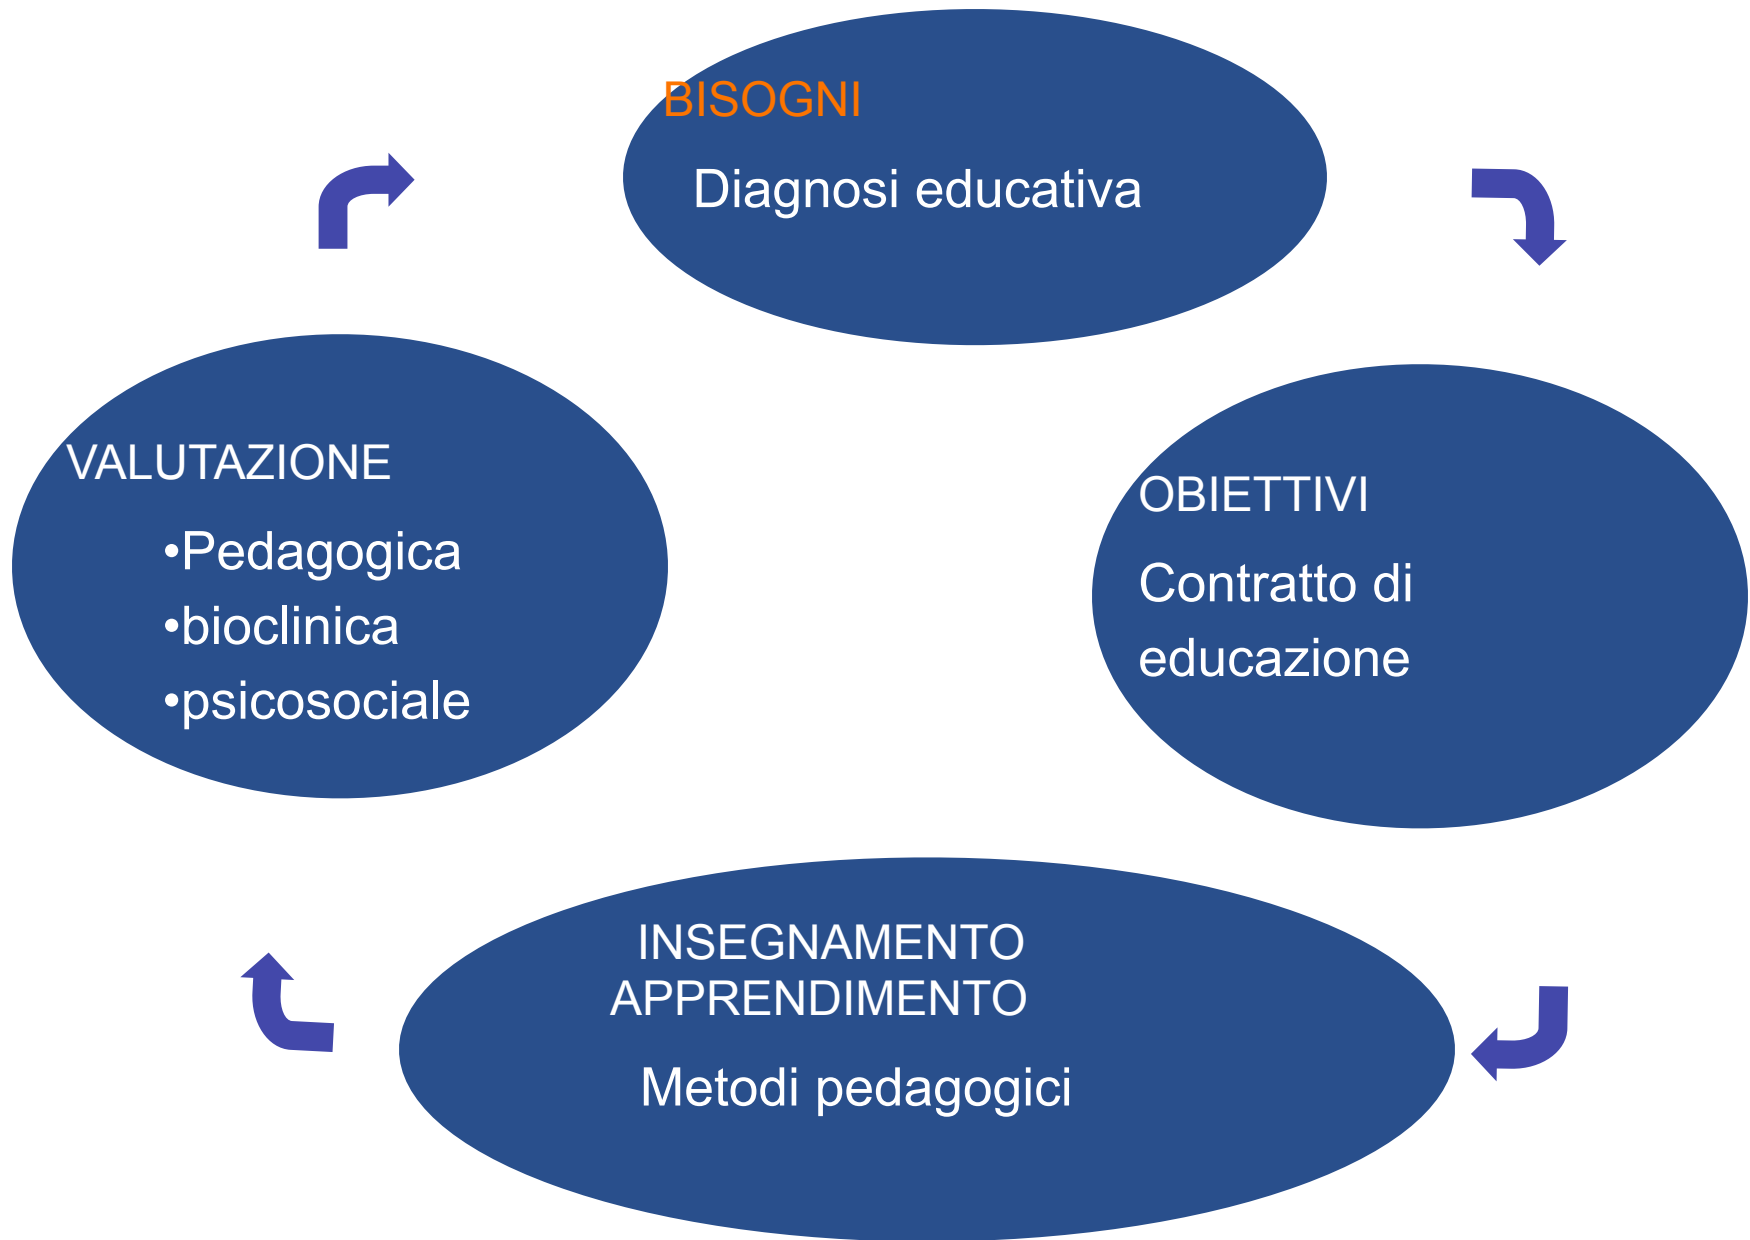 BISOGNI
Diagnosi educativa
VALUTAZIONE
•Pedagogica
•bioclinica
•psicosociale
OBIETTIVI
Contratto di
educazione
INSEGNAMENTO
APPRENDIMENTO
Metodi pedagogici